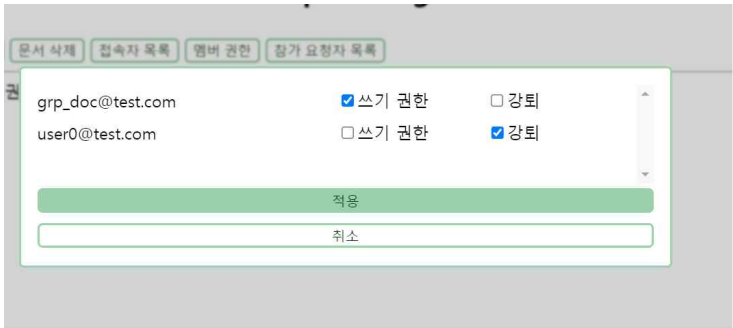 문서 삭제 접속자 목록 멤버 권한 참가 요청자 목록
grp_doc@test.com 쓰기 권한 강퇴
user0@test.com 쓰기 권한 강퇴
적용
취소